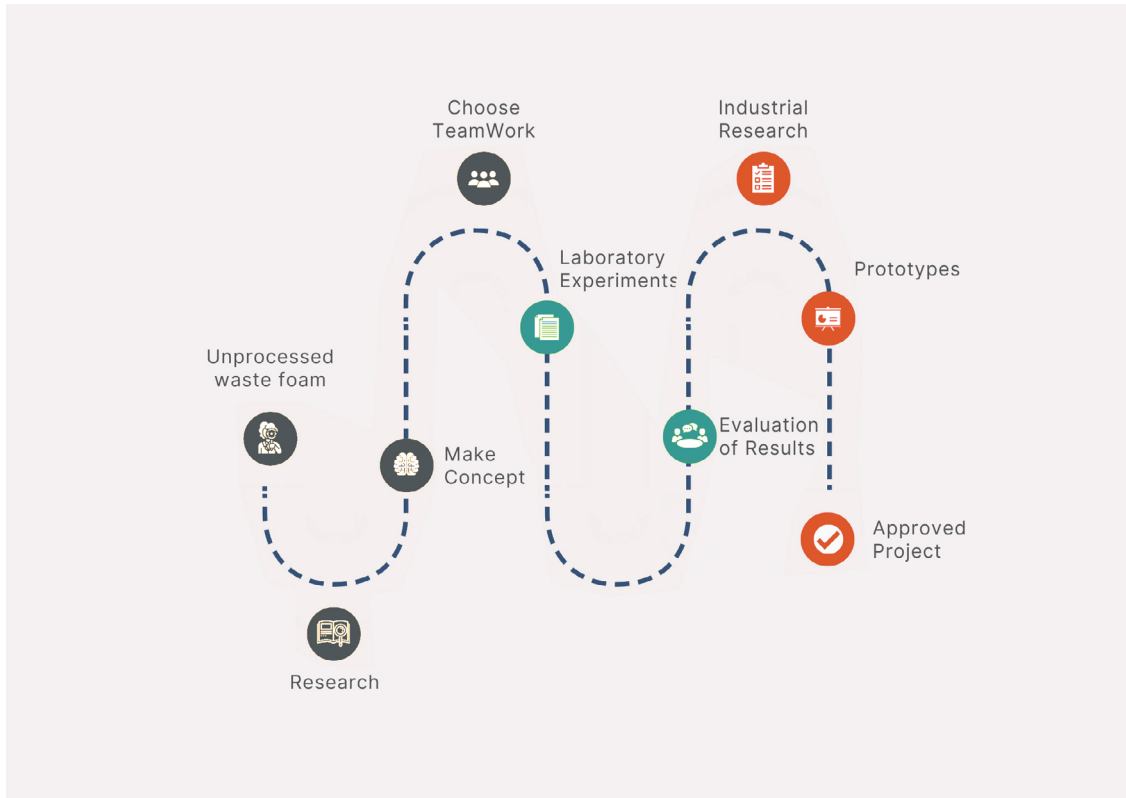 Unprocessed
waste foam
Research
Make
Concept
Choose
TeamWork
Laboratory
Experiments
Evaluation
of Results
Industrial
Research
Prototypes
Approved
Project